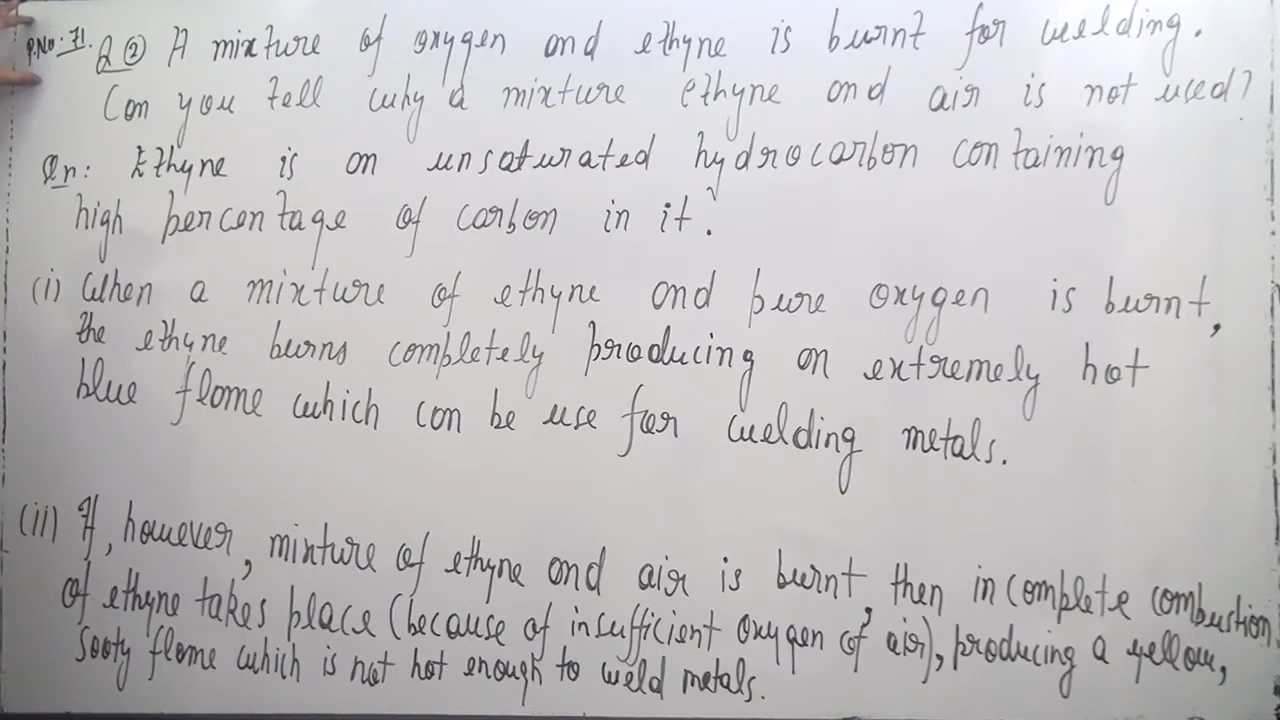 P.No:-71. Q② A mixture of oxygen and ethyne is burnt for welding.
Can you tell why a mixture ethyne and air is not used?
An: Ethyne is an unsaturated hydrocarbon containing
high percentage of carbon in it.
(i) When a mixture of ethyne and pure oxygen is burnt,
the ethyne burns completely producing an extremely hot
blue flame which can be use for welding metals.
(ii) If, however, mixture of ethyne and air is burnt, then incomplete combustion
of ethyne takes place (because of insufficient oxygen of air), producing a yellow,
sooty flame which is not hot enough to weld metals.